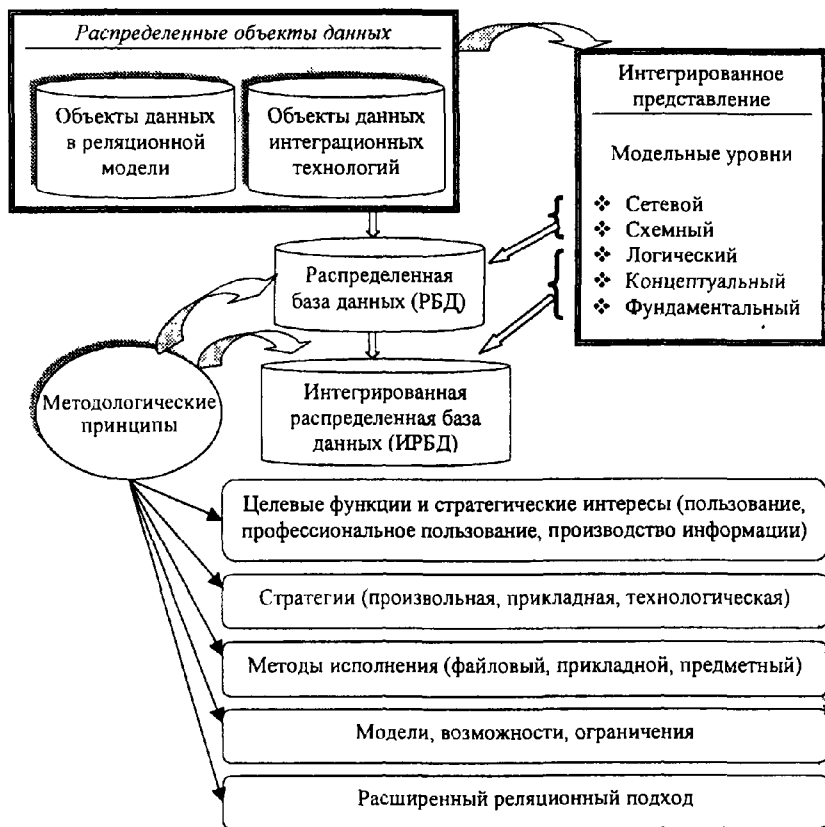 Распределенные объекты данных
Объекты данных
в реляционной
модели
Объекты данных
интеграционных
технологий
Интегрированное
представление
Модельные уровни
❖ Сетевой
❖ Схемный
❖ Логический
❖ Концептуальный
❖ Фундаментальный
Распределенная
база данных (РБД)
Интегрированная
распределенная база
данных (ИРБД)
Методологические
принципы
Целевые функции и стратегические интересы (пользование,
профессиональное пользование, производство информации)
Стратегии (произвольная, прикладная, технологическая)
Методы исполнения (файловый, прикладной, предметный)
Модели, возможности, ограничения
Расширенный реляционный подход